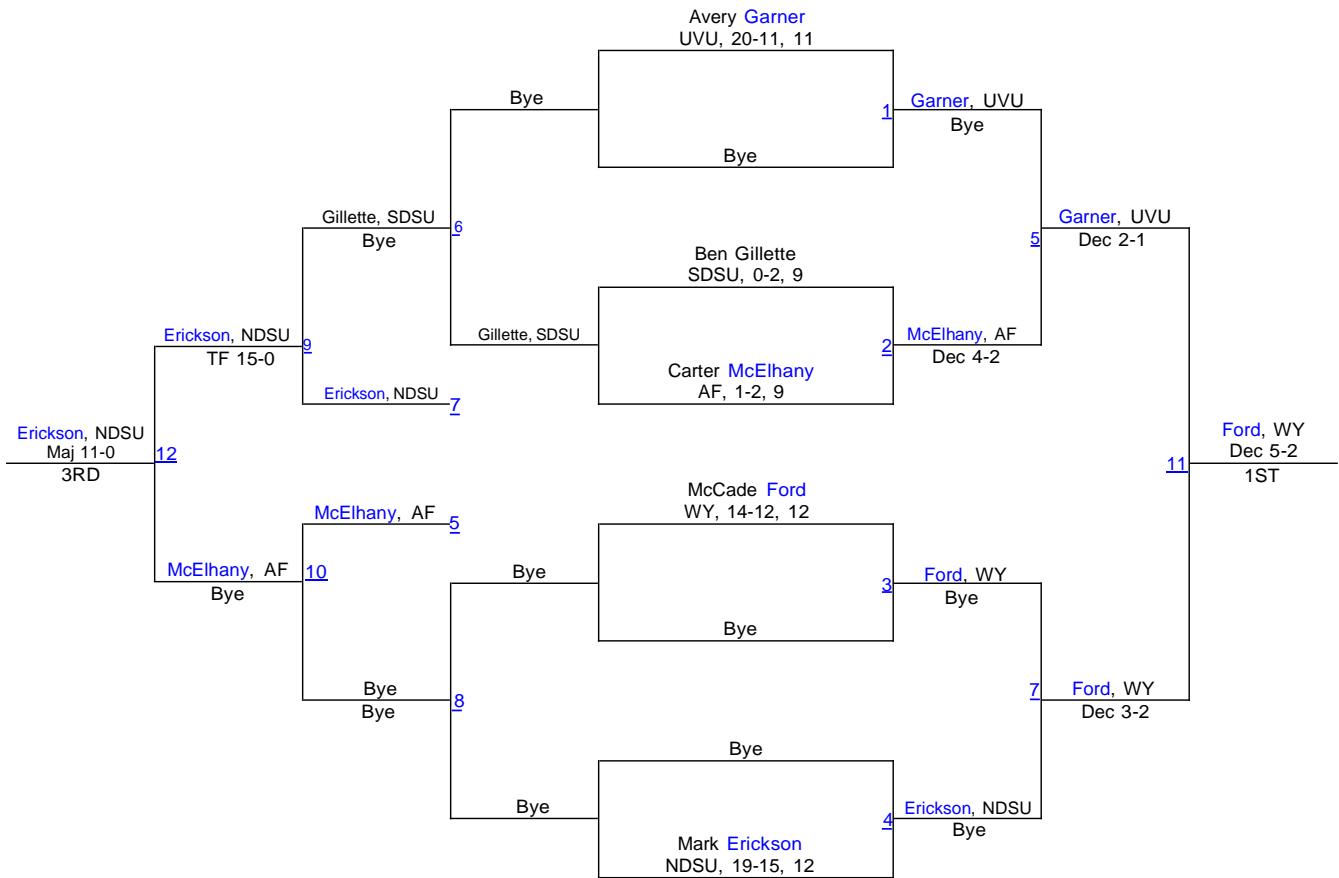 Avery Garner
UVU, 20-11, 11
Bye
1
Garner, UVU
Bye
Bye
Gillette, SDSU
Bye
6
Garner, UVU
Dec 2-1
5
Ben Gillette
SDSU, 0-2, 9
Erickson, NDSU
TF 15-0
9
Gillette, SDSU
2
McElhany, AF
Dec 4-2
Carter McElhany
AF, 1-2, 9
Erickson, NDSU
7
Erickson, NDSU
Maj 11-0
3RD
12
11
Ford, WY
Dec 5-2
1ST
McCade Ford
WY, 14-12, 12
McElhany, AF
5
McElhany, AF
Bye
10
Bye
3
Ford, WY
Bye
Bye
Bye
Bye
8
7
Ford, WY
Dec 3-2
Bye
Bye
4
Erickson, NDSU
Bye
Mark Erickson
NDSU, 19-15, 12